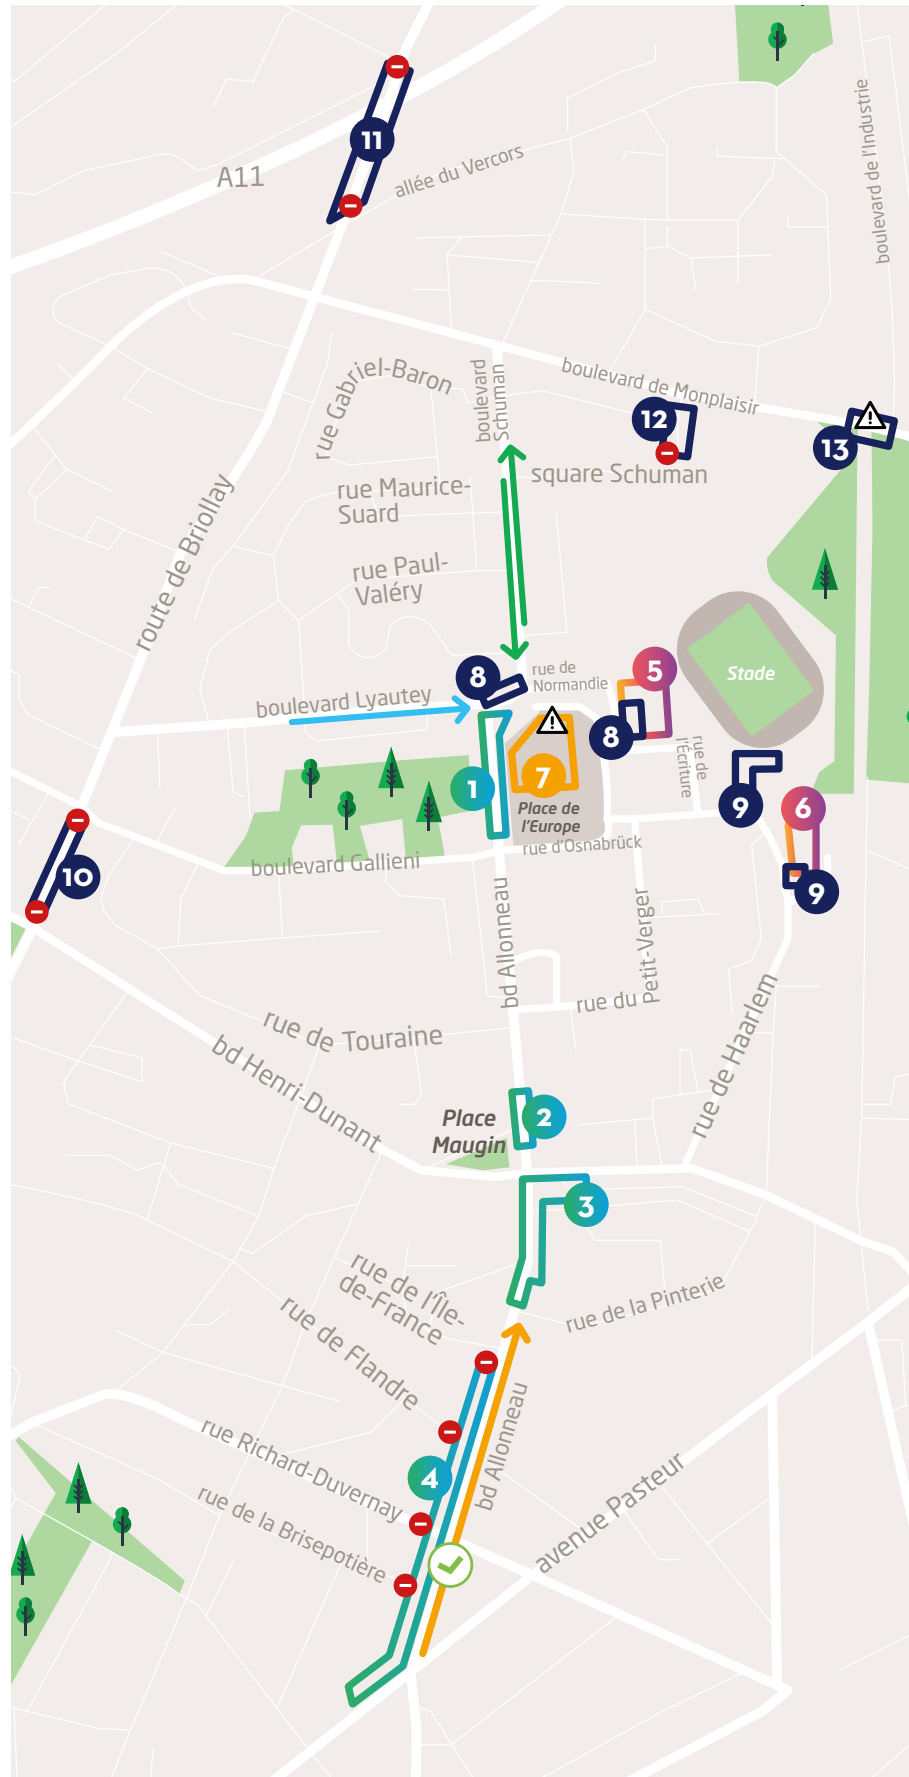 11
A11
allée du Vercors
boulevard de l'Industrie
rue Gabriel-Baron
boulevard
Schuman
boulevard de Monplaisir
12
13
square Schuman
rue Maurice-
Suard
route de Briollay
rue Paul-
Valéry
Stade
8
rue de
Normandie
5
boulevard Lyautey
8
rue de
l'Écriture
1
7
9
6
Place de
l'Europe
rue d'Osnabrück
boulevard Gallieni
10
9
bd Allonneau
rue du
Petit-Verger
rue de Touraine
bd Henri-Dunant
rue de Haarlem
Place
Maugin
2
3
rue de l'Île-
de-France
rue de la Pinterie
rue de Flandre
bd Allonneau
rue Richard-Duvernay
4
avenue Pasteur
rue de la Brisepotière